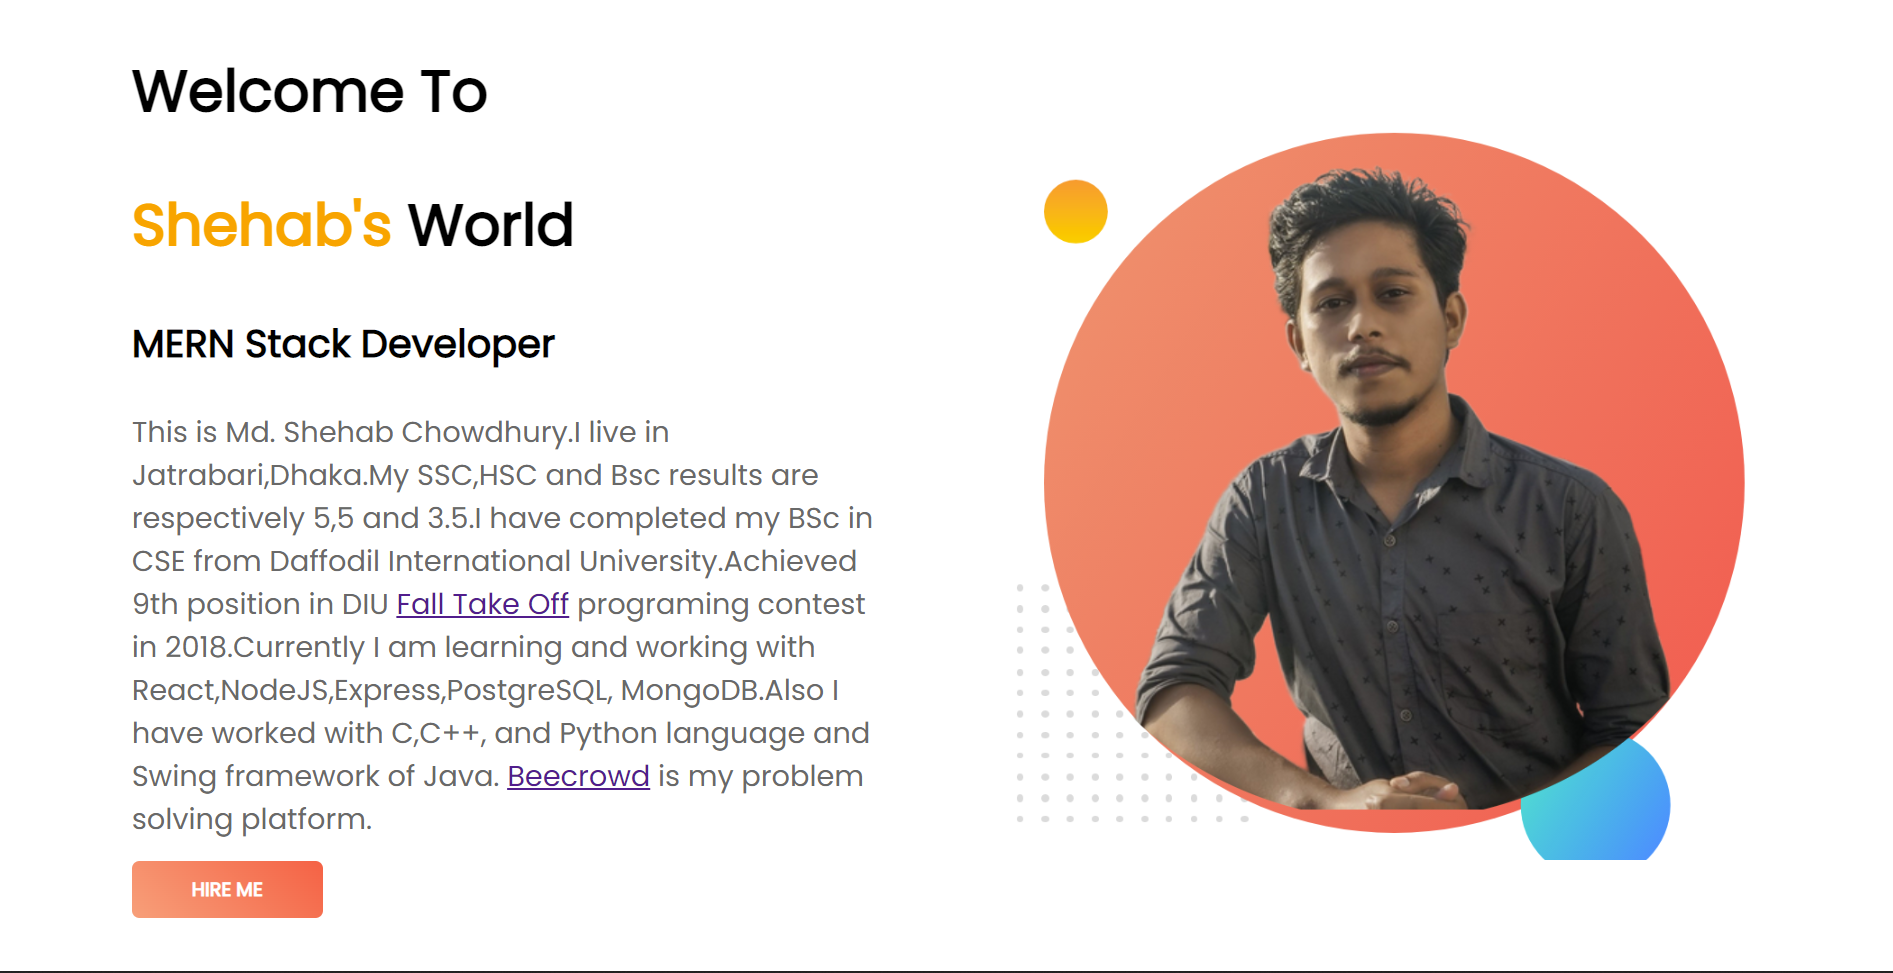 Welcome To
Shehab's World
MERN Stack Developer
This is Md. Shehab Chowdhury.I live in
Jatrabari,Dhaka.My SSC,HSC and Bsc results are
respectively 5,5 and 3.5.I have completed my BSc in
CSE from Daffodil International University.Achieved
9th position in DIU Fall Take Off programing contest
in 2018.Currently I am learning and working with
React,NodeJS,Express,PostgreSQL, MongoDB.Also I
have worked with C,C++, and Python language and
Swing framework of Java. Beecrowd is my problem
solving platform.
HIRE ME